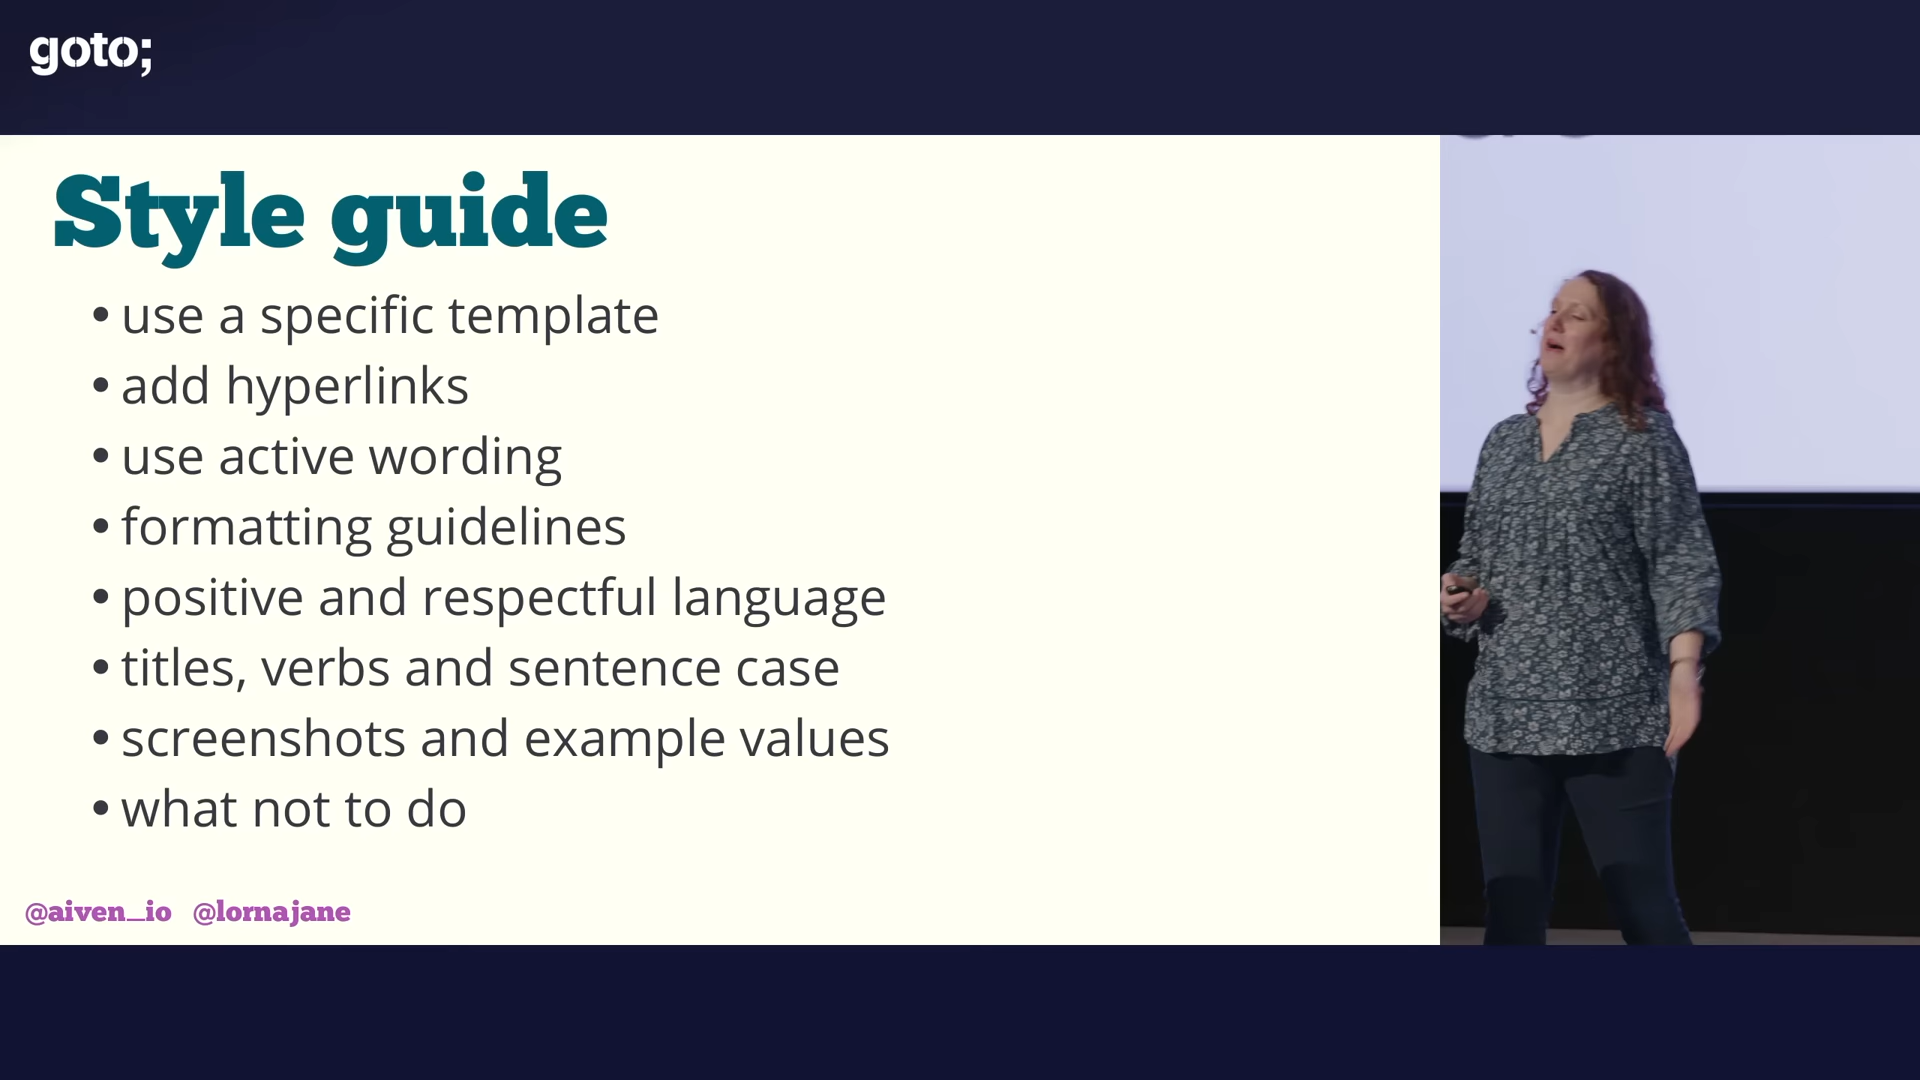 goto;
Style guide
• use a specific template
• add hyperlinks
• use active wording
• formatting guidelines
• positive and respectful language
• titles, verbs and sentence case
• screenshots and example values
• what not to do
@aiven_io @lornajane